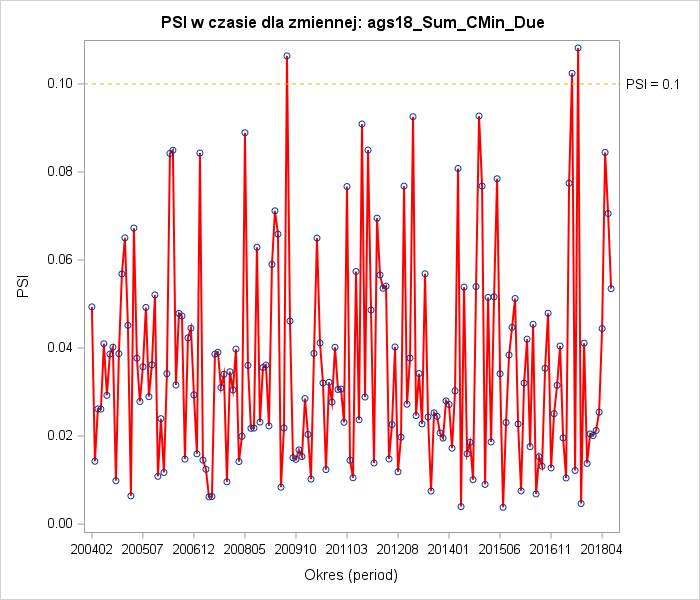 PSI w czasie dla zmiennej: ags18_Sum_CMin_Due
0.10
PSI = 0.1
0.08
0.06
PSI
0.04
0.02
0.00
200402 200507 200612 200805 200910 201103 201208 201401 201506 201611 201804
Okres (period)